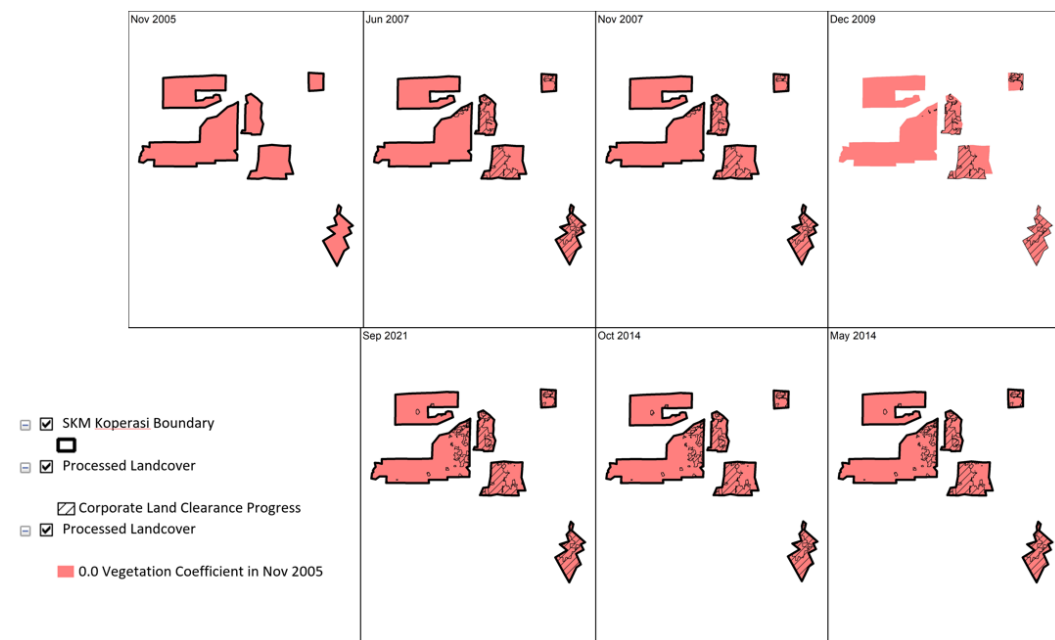 Nov 2005
Jun 2007
Nov 2007
Dec 2009
Sep 2021
Oct 2014
May 2014
SKM Koperasi Boundary
Processed Landcover
Corporate Land Clearance Progress
Processed Landcover
0.0 Vegetation Coefficient in Nov 2005